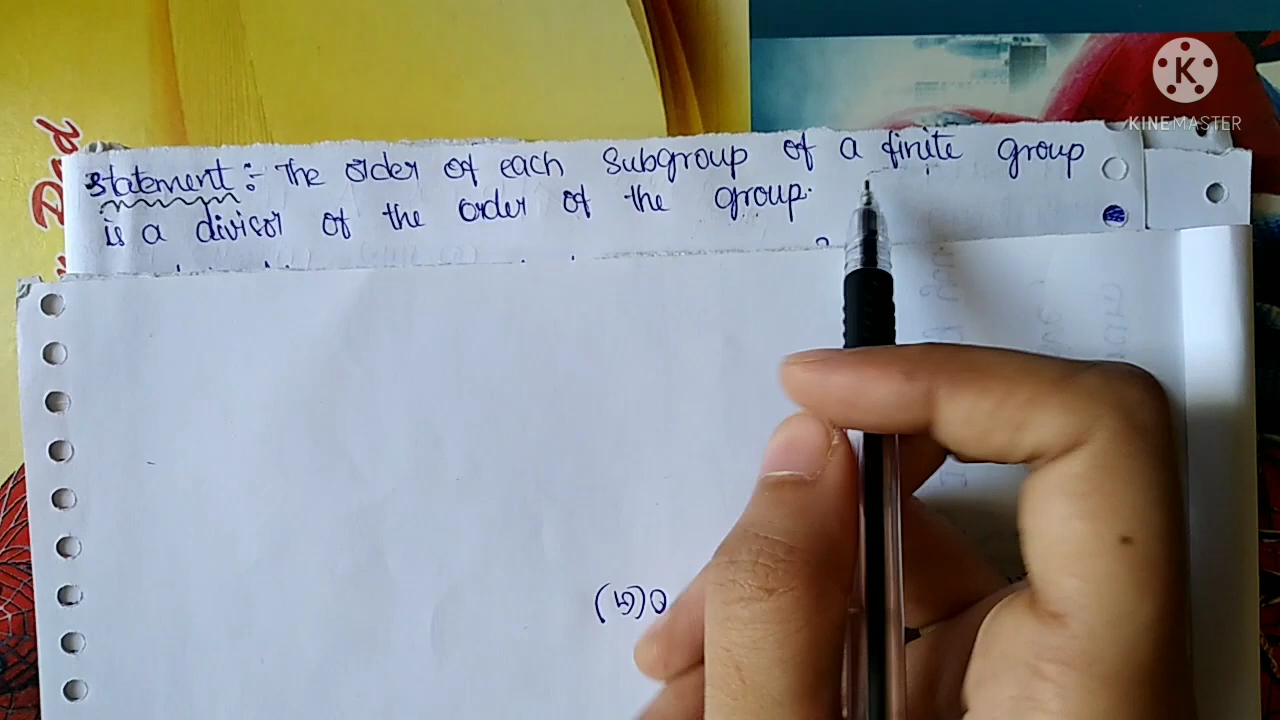 KINEMASTER
Statement :- The order of each subgroup of a finite group
is a divisor of the order of the group.